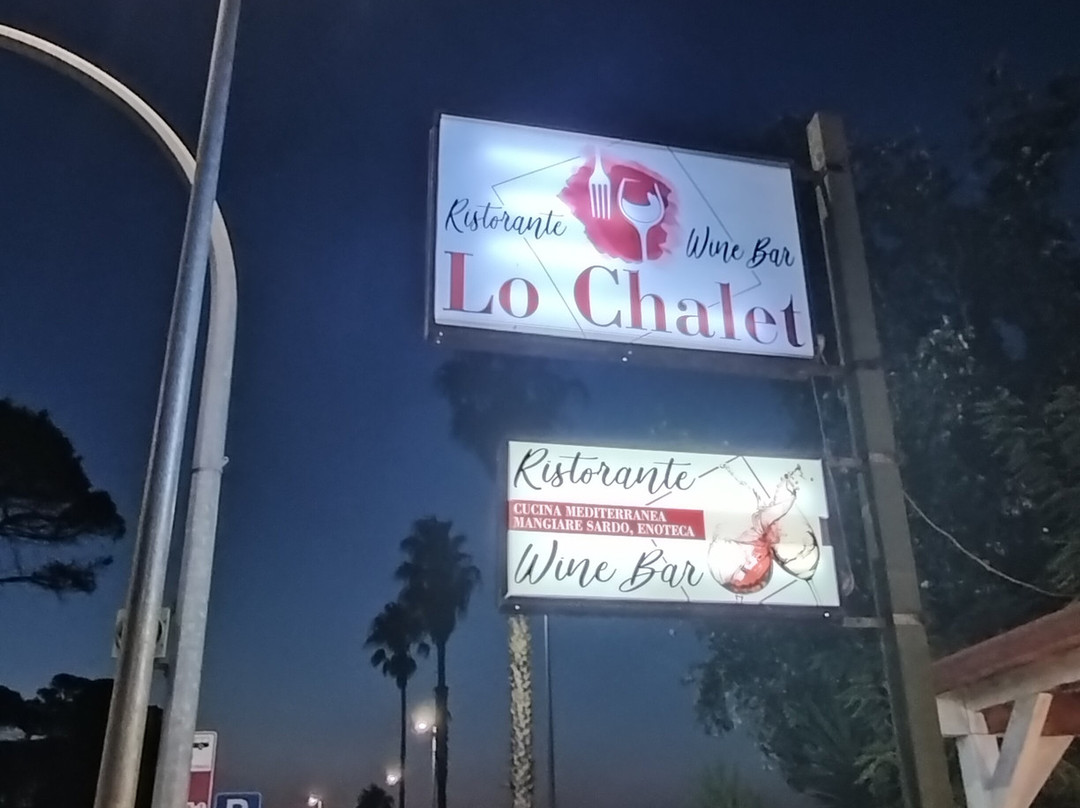 Ristorante
Wine Bar
Lo Chalet
Ristorante
CUCINA MEDITERRANEA
MANGIARE SARDO, ENOTECA
Wine Bar
P